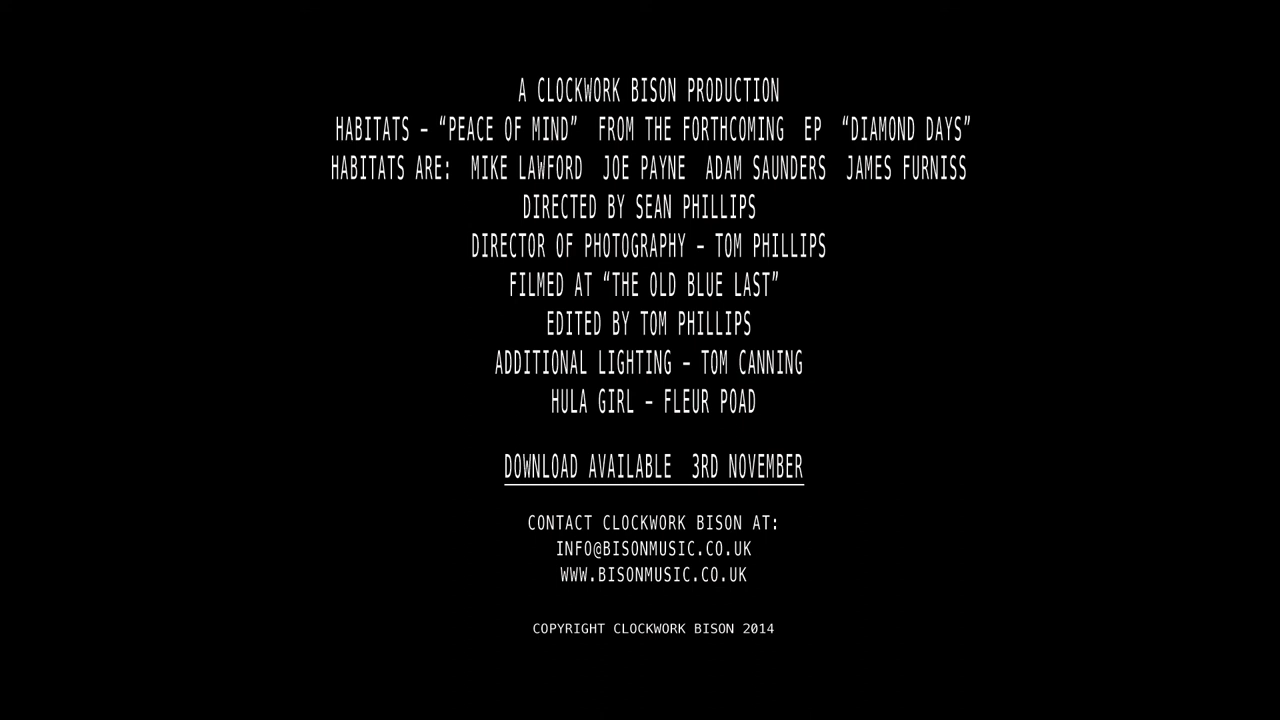 A CLOCKWORK BISON PRODUCTION
HABITATS – “PEACE OF MIND” FROM THE FORTHCOMING EP “DIAMOND DAYS”
HABITATS ARE: MIKE LAWFORD JOE PAYNE ADAM SAUNDERS JAMES FURNISS
DIRECTED BY SEAN PHILLIPS
DIRECTOR OF PHOTOGRAPHY – TOM PHILLIPS
FILMED AT “THE OLD BLUE LAST”
EDITED BY TOM PHILLIPS
ADDITIONAL LIGHTING – TOM CANNING
HULA GIRL – FLEUR POAD
DOWNLOAD AVAILABLE 3RD NOVEMBER
CONTACT CLOCKWORK BISON AT:
INFO@BISONMUSIC.CO.UK
WWW.BISONMUSIC.CO.UK
COPYRIGHT CLOCKWORK BISON 2014